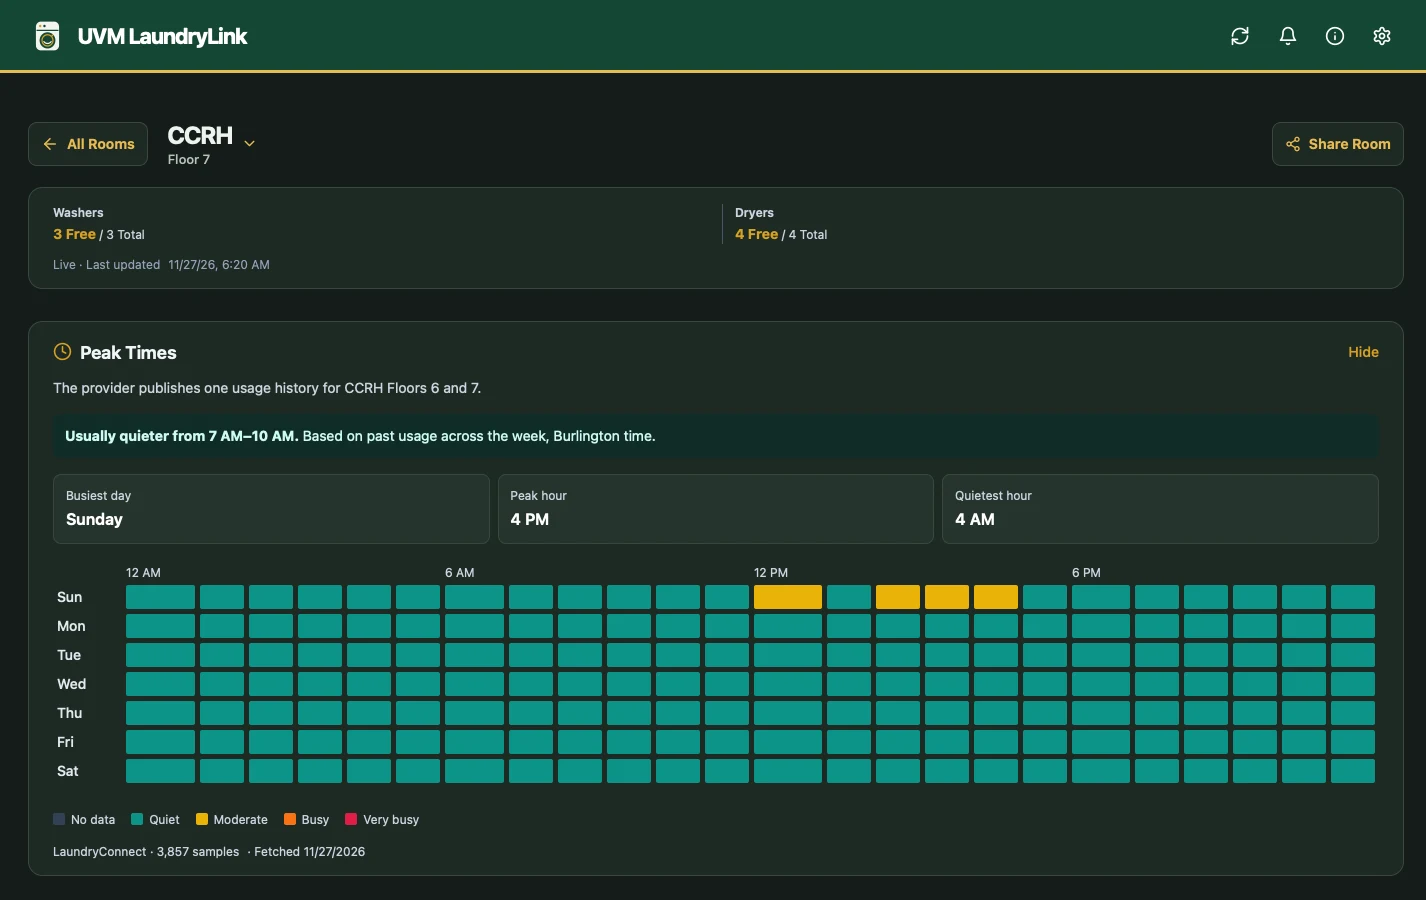 UVM LaundryLink
All Rooms
CCRH
Floor 7
Share Room
Washers
3 Free / 3 Total
Dryers
4 Free / 4 Total
Live · Last updated 11/27/26, 6:20 AM
Peak Times
Hide
The provider publishes one usage history for CCRH Floors 6 and 7.
Usually quieter from 7 AM–10 AM. Based on past usage across the week, Burlington time.
Busiest day
Sunday
Peak hour
4 PM
Quietest hour
4 AM
12 AM 6 AM 12 PM 6 PM
Sun
Mon
Tue
Wed
Thu
Fri
Sat
No data Quiet Moderate Busy Very busy
LaundryConnect · 3,857 samples · Fetched 11/27/2026